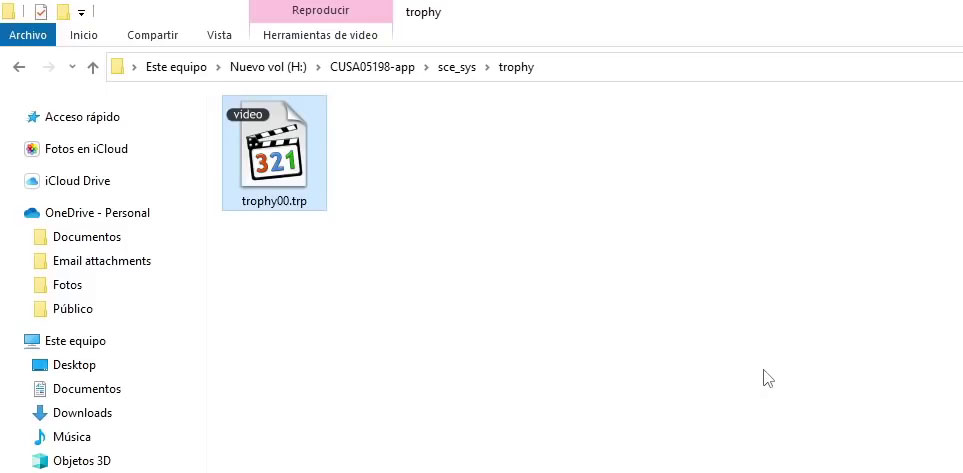 Reproducir
trophy
Archivo
Inicio
Compartir
Vista
Herramientas de video
Este equipo > Nuevo vol (H:) > CUSA05198-app > sce_sys > trophy
Acceso rápido
Fotos en iCloud
iCloud Drive
OneDrive - Personal
Documentos
Email attachments
Fotos
Público
Este equipo
Desktop
Documentos
Downloads
Música
Objetos 3D
video
321
trophy00.trp